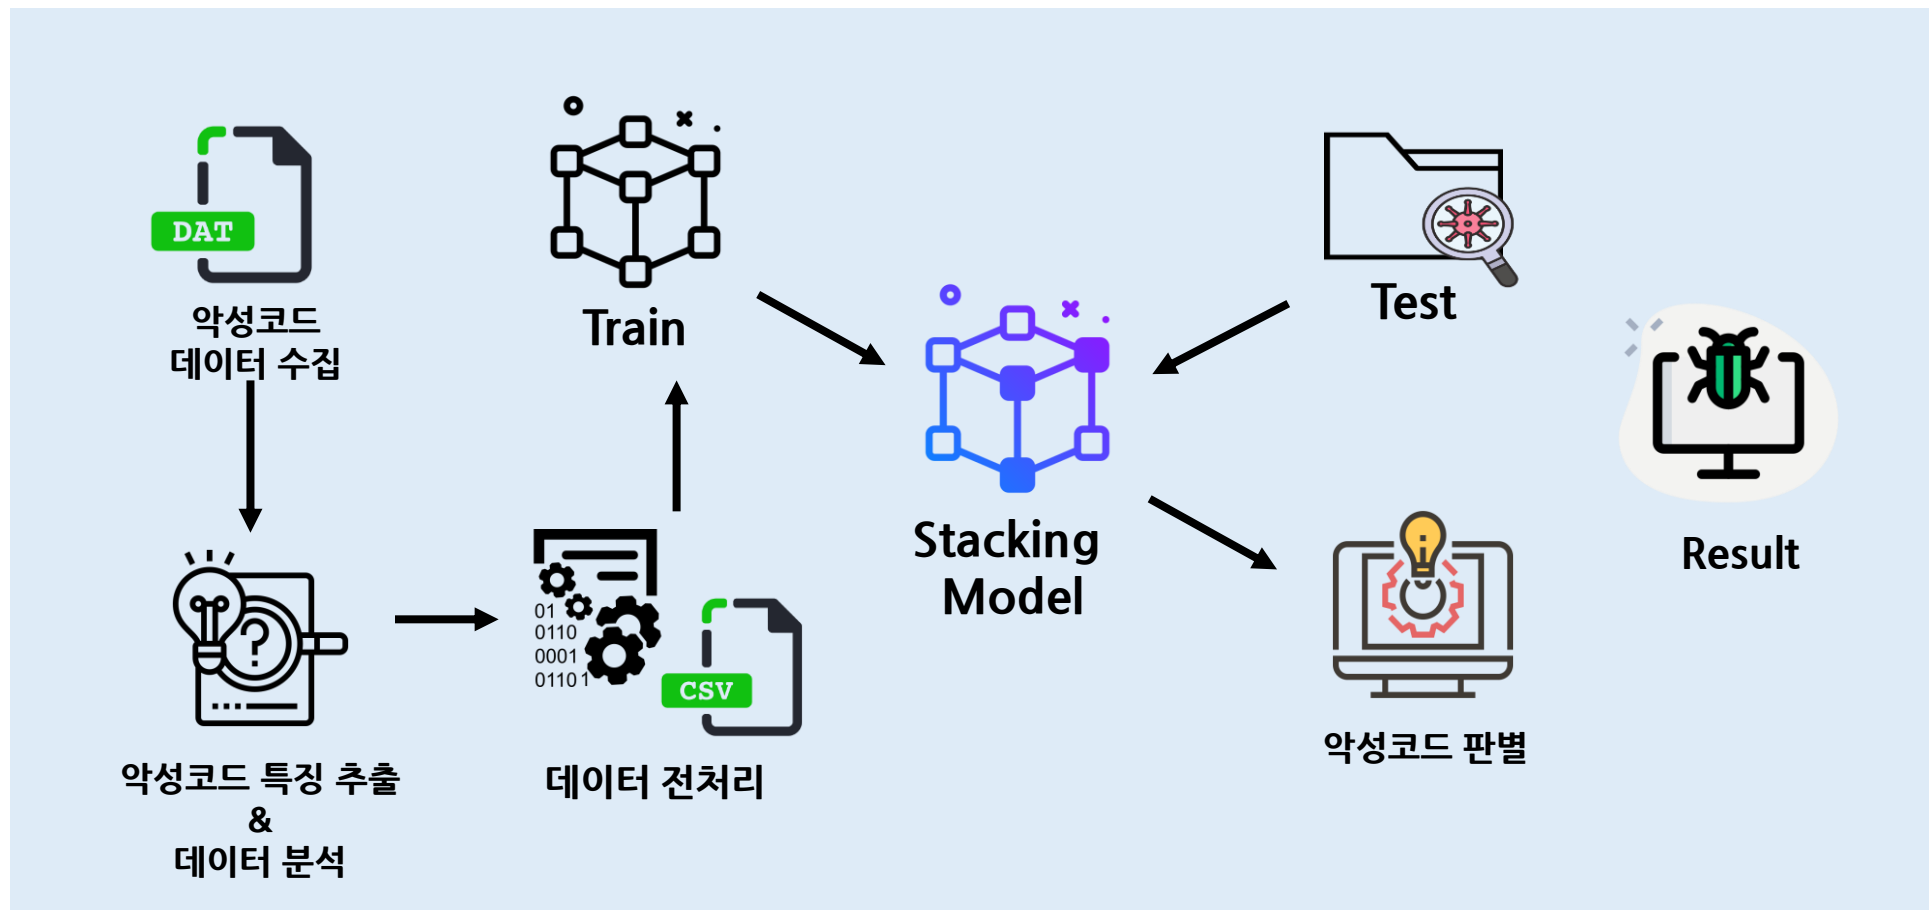 DAT
악성코드
데이터 수집
악성코드 특징 추출
&
데이터 분석
01
0110
0001
0110 1
CSV
데이터 전처리
Train
Stacking
Model
Test
악성코드 판별
Result